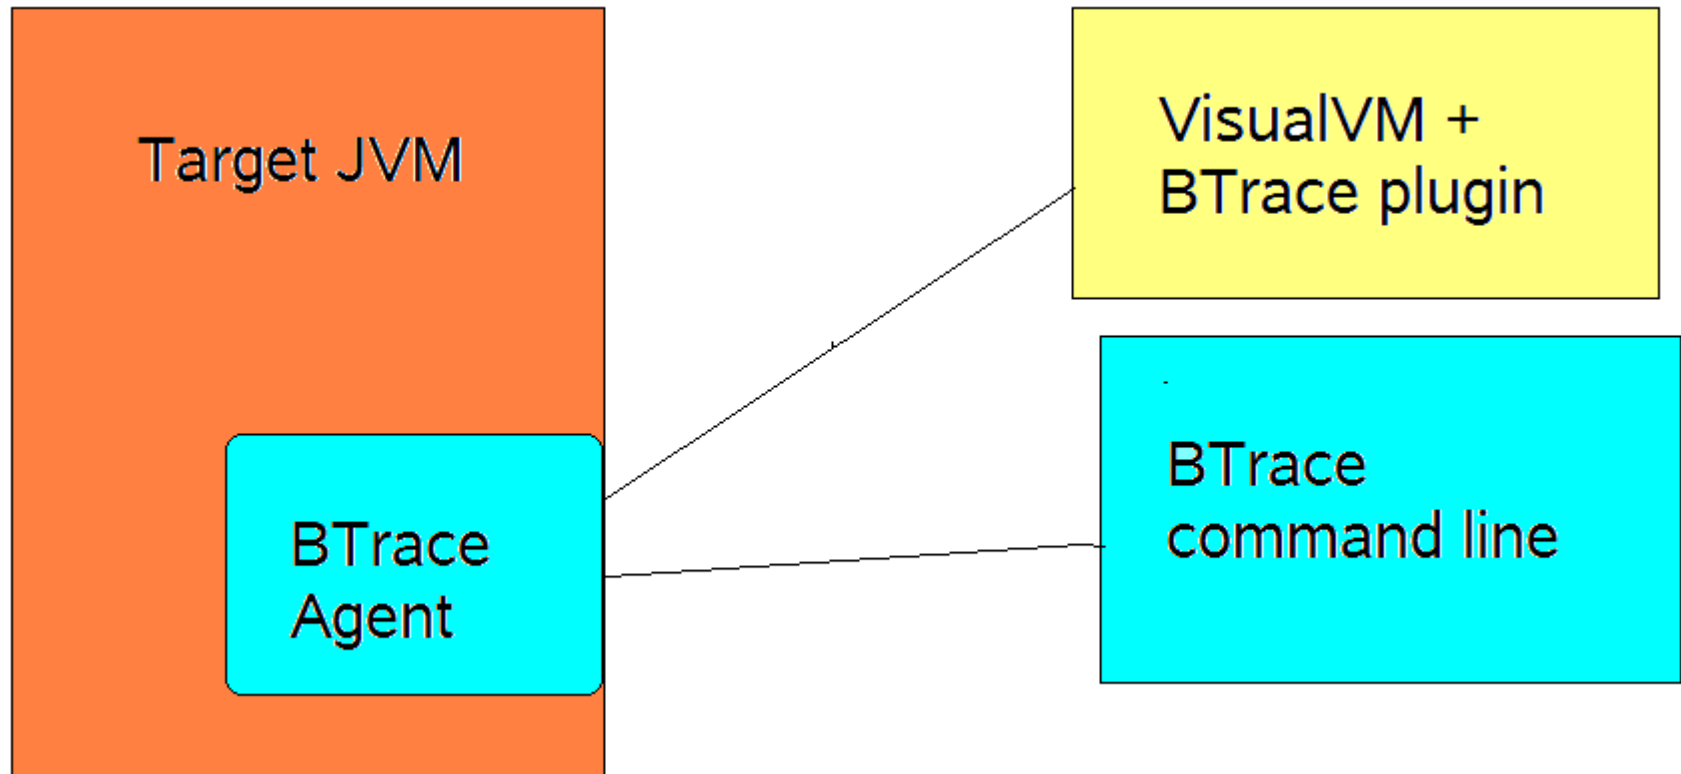 Target JVM
VisualVM +
BTrace plugin
BTrace
command line
BTrace
Agent